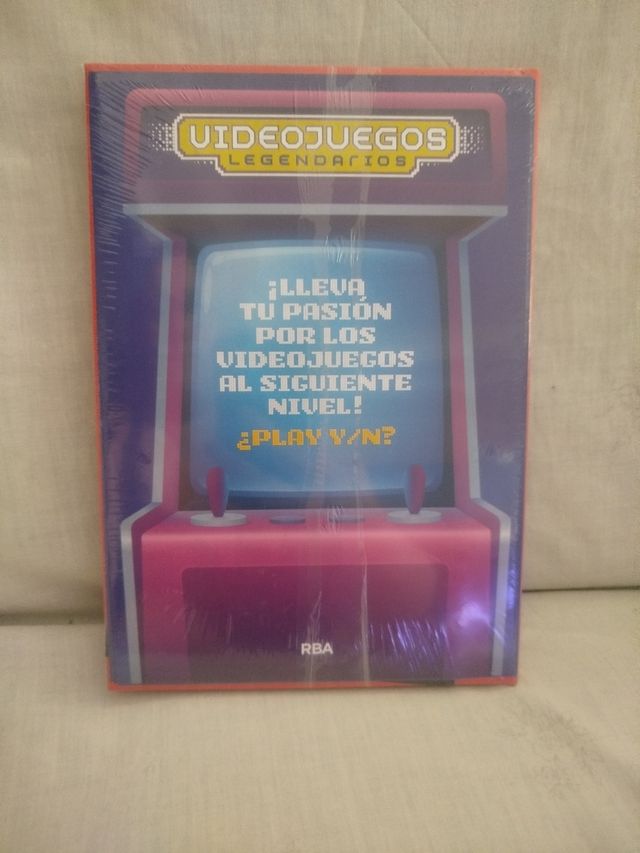 VIDEOJUEGOS
LEGENDARIOS
¡LLEVA
TU PASIÓN
POR LOS
VIDEOJUEGOS
AL SIGUIENTE
NIVEL!
¿PLAY Y/N?
RBA